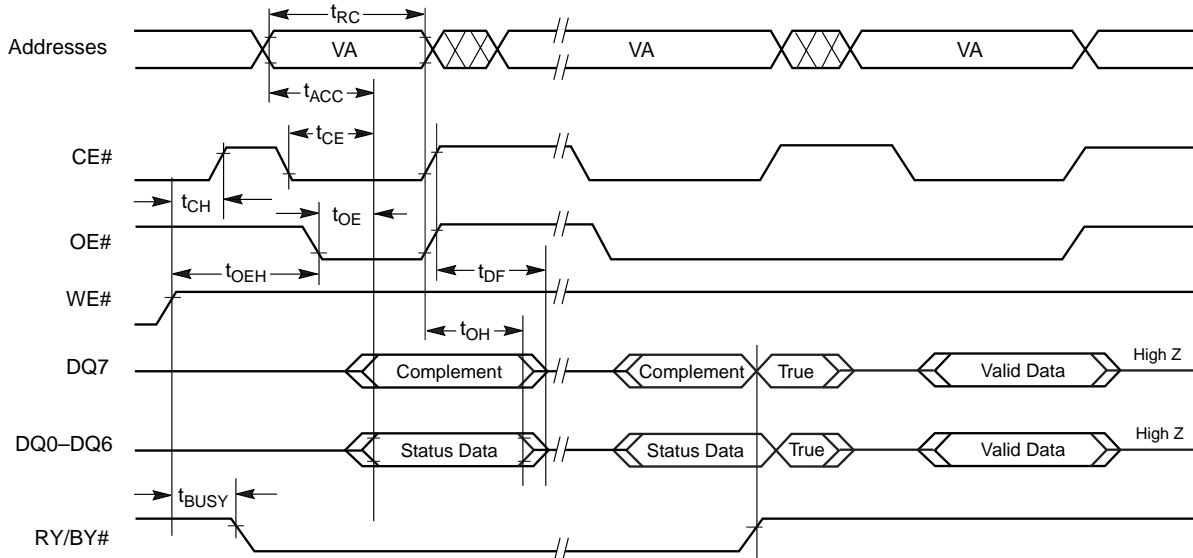 tRC
Addresses VA VA VA
tACC
tCE
CE#
tCH tOE
OE#
tOEH tDF
WE#
tOH
DQ7 Complement Complement True Valid Data High Z
DQ0–DQ6 Status Data Status Data True Valid Data High Z
tBUSY
RY/BY#